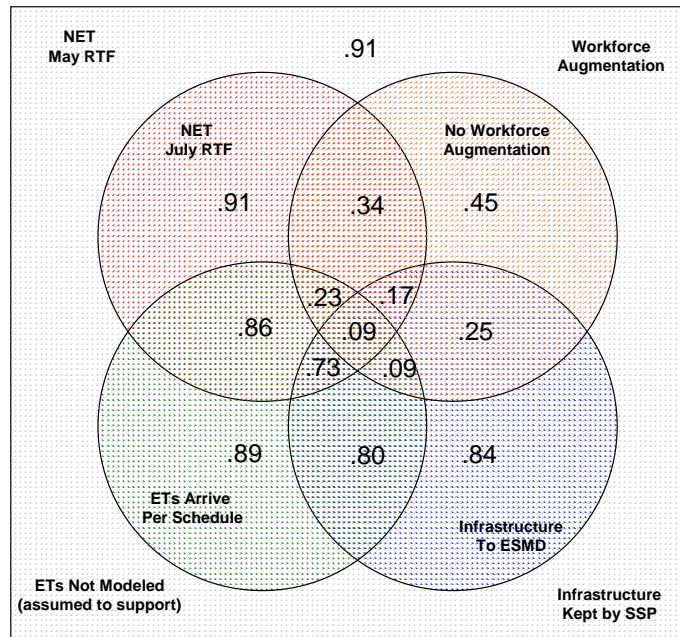 NET
May RTF
.91
Workforce
Augmentation
NET
July RTF
No Workforce
Augmentation
.91
.34
.45
.23
.17
.86
.09
.25
.73
.09
.89
.80
.84
ETs Arrive
Per Schedule
Infrastructure
To ESMD
ETs Not Modeled
(assumed to support)
Infrastructure
Kept by SSP